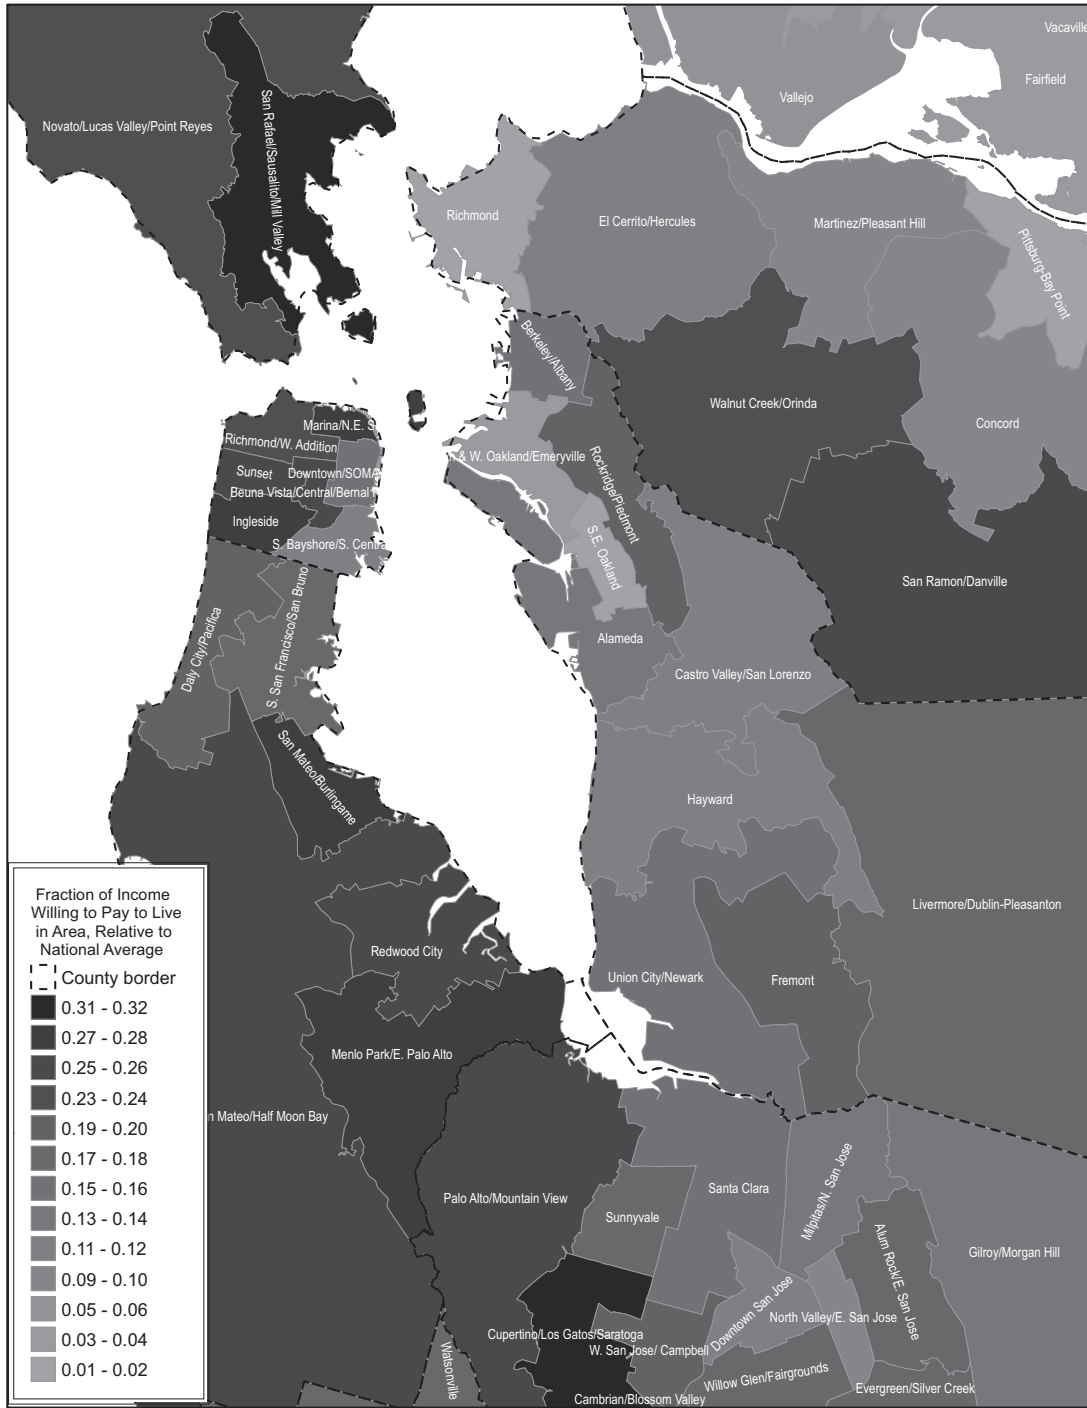 Vacaville
Fairfield
Vallejo
Novato/Lucas Valley/Point Reyes
San Rafael/Sausalito/Mill Valley
Richmond
El Cerrito/Hercules
Martinez/Pleasant Hill
Pittsburg-Bay Point
Berkeley/Albany
Walnut Creek/Orinda
Concord
Marina/N.E. S
Richmond/W. Addition
Sunset
Downtown/SOMA
Beuna Vista/Central/Bernal
Ingleside
S. Bayshore/S. Centra
& W. Oakland/Emeryville
Rockridge/Piedmont
S.E. Oakland
San Ramon/Danville
Daly City/Pacifica
S. San Francisco/San Bruno
Alameda
Castro Valley/San Lorenzo
San Mateo/Burlingame
Hayward
Livermore/Dublin-Pleasanton
Redwood City
Union City/Newark
Fremont
Menlo Park/E. Palo Alto
n Mateo/Half Moon Bay
Palo Alto/Mountain View
Sunnyvale
Santa Clara
Milpitas/N. San Jose
Alum Rock/E. San Jose
Gilroy/Morgan Hill
Cupertino/Los Gatos/Saratoga
W. San Jose/ Campbell
Downtown San Jose
North Valley/E. San Jose
Watsonville
Cambrian/Blossom Valley
Willow Glen/Fairgrounds
Evergreen/Silver Creek
Fraction of Income
Willing to Pay to Live
in Area, Relative to
National Average
County border
0.31 - 0.32
0.27 - 0.28
0.25 - 0.26
0.23 - 0.24
0.19 - 0.20
0.17 - 0.18
0.15 - 0.16
0.13 - 0.14
0.11 - 0.12
0.09 - 0.10
0.05 - 0.06
0.03 - 0.04
0.01 - 0.02